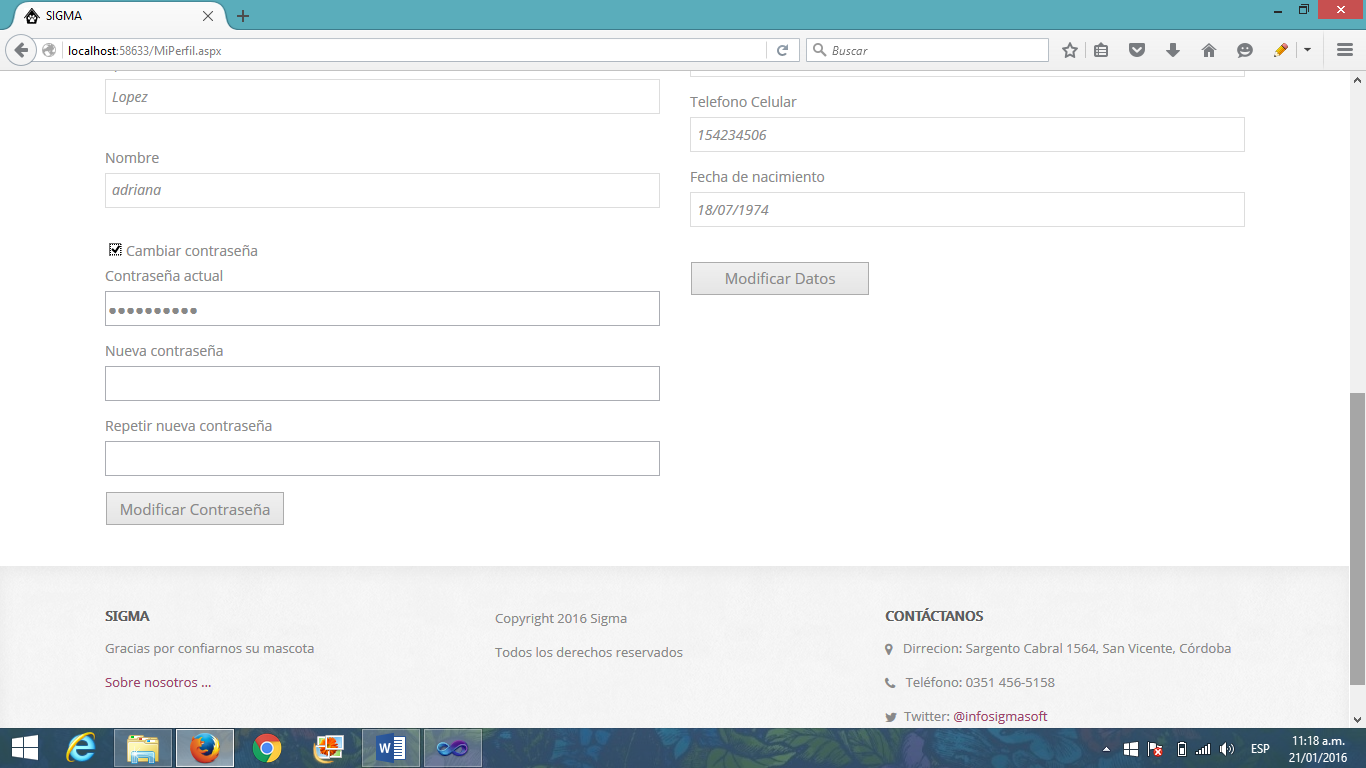 SIGMA
localhost:58633/MiPerfil.aspx
Buscar
Lopez
Nombre
adriana
Cambiar contraseña
Contraseña actual
●●●●●●●●●●
Nueva contraseña
Repetir nueva contraseña
Modificar Contraseña
Telefono Celular
154234506
Fecha de nacimiento
18/07/1974
Modificar Datos
SIGMA
Gracias por confiarnos su mascota
Sobre nosotros ...
Copyright 2016 Sigma
Todos los derechos reservados
CONTÁCTANOS
Dirrecion: Sargento Cabral 1564, San Vicente, Córdoba
Teléfono: 0351 456-5158
Twitter: @infosigmasoft
ESP
11:18 a.m.
21/01/2016